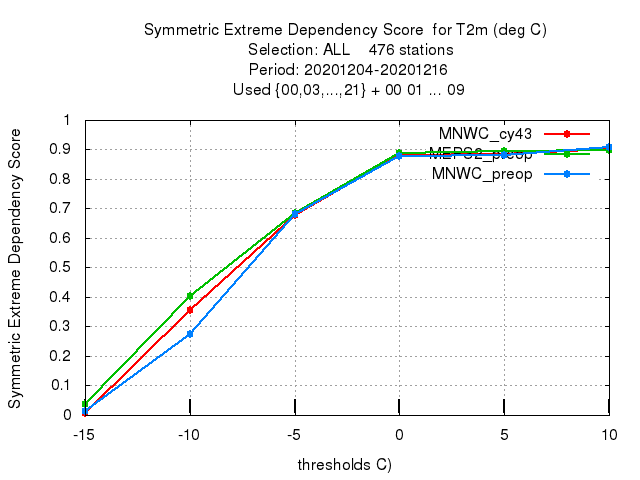 Symmetric Extreme Dependency Score for T2m (deg C)
Selection: ALL 476 stations
Period: 20201204-20201216
Used {00,03,...,21} + 00 01 ... 09
Symmetric Extreme Dependency Score
1
0.9
0.8
0.7
0.6
0.5
0.4
0.3
0.2
0.1
0
MNWC_cy43
MEPS2_preop
MNWC_preop
-15 -10 -5 0 5 10
thresholds C)